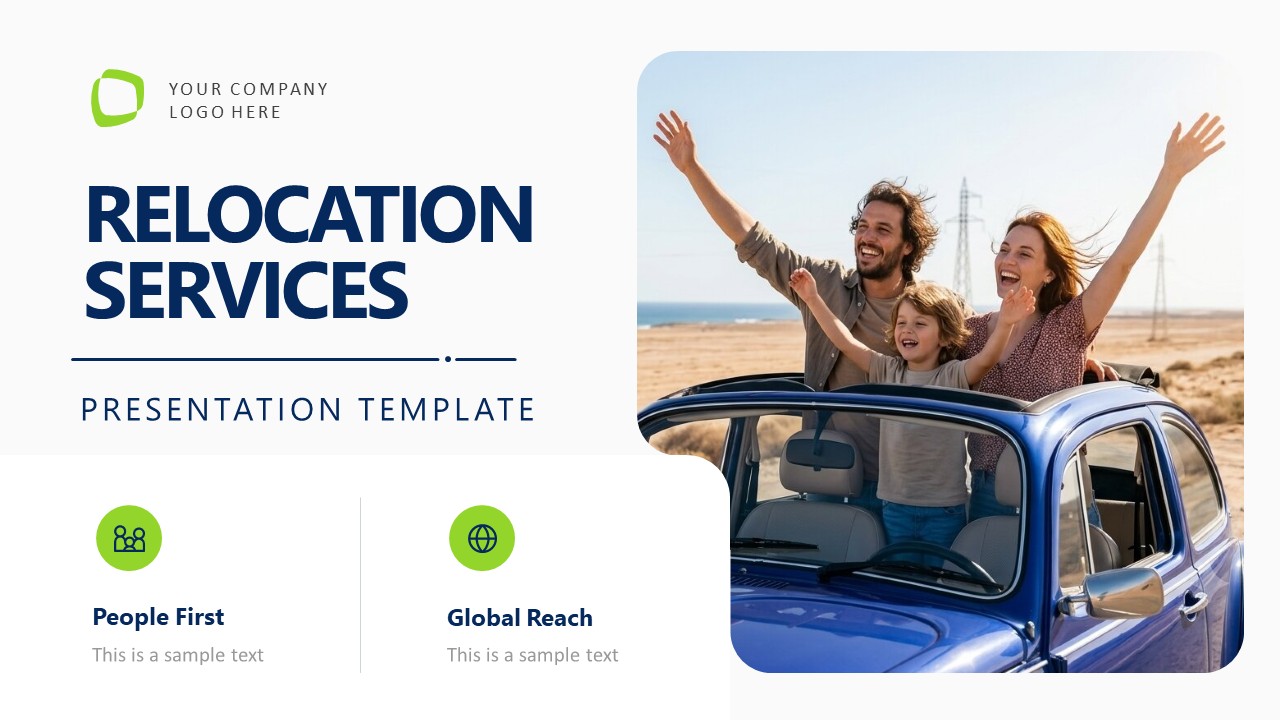 YOUR COMPANY
LOGO HERE
RELOCATION
SERVICES
PRESENTATION TEMPLATE
People First
This is a sample text
Global Reach
This is a sample text